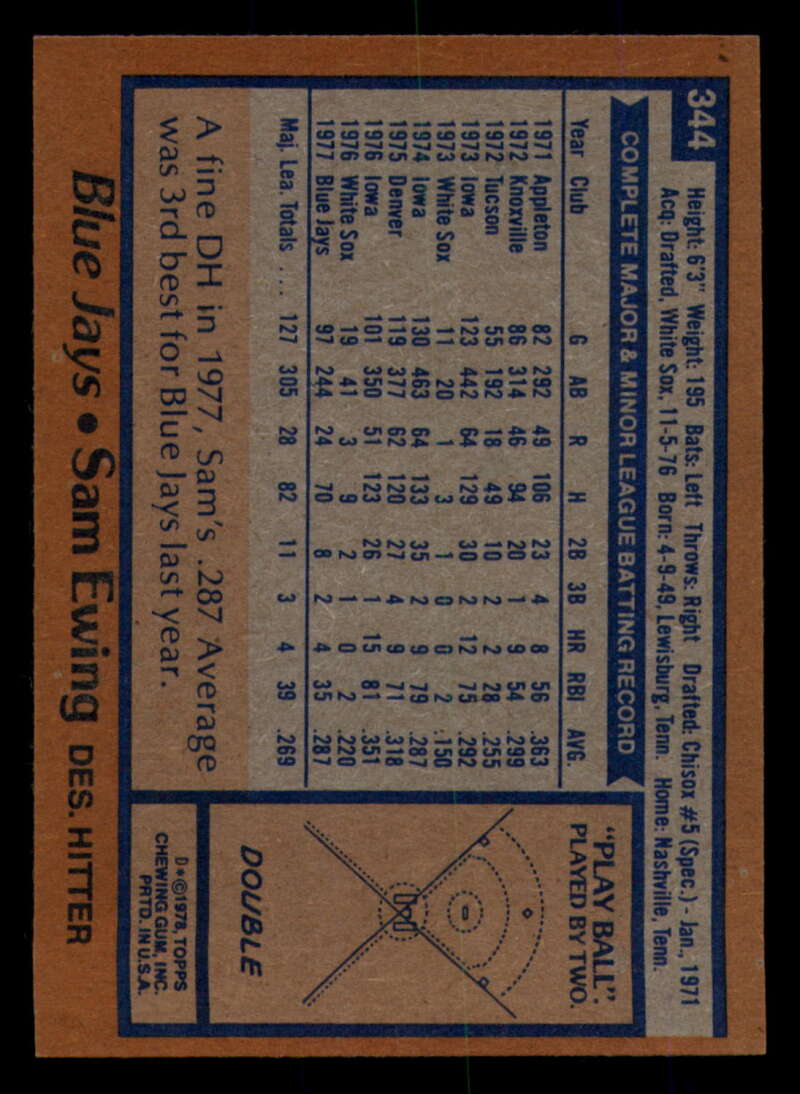 344
Height: 6'3" Weight: 195 Bats: Left Throws: Right Drafted: Chisox #5 (Spec.) - Jan., 1971
Acq: Drafted, White Sox, 11-5-76 Born: 4-9-49, Lewisburg, Tenn. Home: Nashville, Tenn.
COMPLETE MAJOR & MINOR LEAGUE BATTING RECORD
Year Club G AB R H 2B 3B HR RBI AVG.
1971 Appleton 82 292 49 106 23 4 8 56 .363
1972 Knoxville 86 314 46 94 20 1 9 54 .299
1972 Tucson 55 192 18 49 10 2 2 28 .255
1973 Iowa 123 442 64 129 30 2 12 75 .292
1973 White Sox 11 20 1 3 1 0 0 2 .150
1974 Iowa 130 463 64 133 35 2 9 79 .287
1975 Denver 119 377 62 120 27 4 9 71 .318
1976 Iowa 101 350 51 123 26 1 15 81 .351
1976 White Sox 19 41 3 9 2 1 0 2 .220
1977 Blue Jays 97 244 24 70 8 2 4 35 .287
Maj. Lea. Totals .... 127 305 28 82 11 3 4 39 .269
A fine DH in 1977, Sam's .287 Average
was 3rd best for Blue Jays last year.
"PLAY BALL".
PLAYED BY TWO.
DOUBLE
D*©1978, TOPPS
CHEWING GUM, INC.
PRTD. IN U.S.A.
Blue Jays • Sam Ewing DES. HITTER